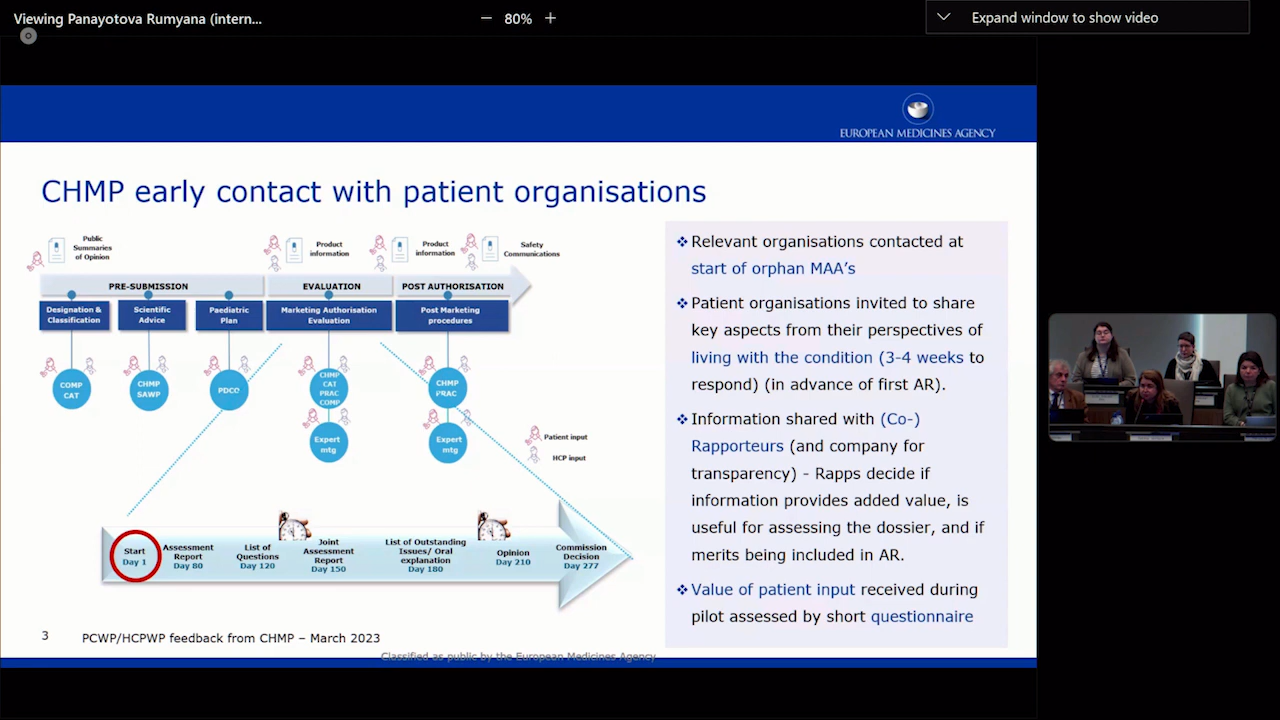 Viewing Panayotova Rumyana (intern...
80%
Expand window to show video
EUROPEAN MEDICINES AGENCY
CHMP early contact with patient organisations
Public
Summaries
of Opinion
Product
information
Product
information
Safety
Communications
PRE-SUBMISSION
EVALUATION
POST AUTHORISATION
Designation &
Classification
Scientific
Advice
Paediatric
Plan
Marketing Authorisation
Evaluation
Post Marketing
procedures
COMP
CAT
CHMP
SAWP
PDCO
CHMP
CAT
PRAC
COMP
CHMP
PRAC
Expert
mtg
Expert
mtg
Patient input
HCP input
Start
Day 1
Assessment
Report
Day 80
List of
Questions
Day 120
Joint
Assessment
Report
Day 150
List of Outstanding
Issues/ Oral
explanation
Day 180
Opinion
Day 210
Commission
Decision
Day 277
❖Relevant organisations contacted at
start of orphan MAA's
❖Patient organisations invited to share
key aspects from their perspectives of
living with the condition (3-4 weeks to
respond) (in advance of first AR).
❖Information shared with (Co-)
Rapporteurs (and company for
transparency) - Rapps decide if
information provides added value, is
useful for assessing the dossier, and if
merits being included in AR.
❖Value of patient input received during
pilot assessed by short questionnaire
3
PCWP/HCPWP feedback from CHMP – March 2023
Classified as public by the European Medicines Agency